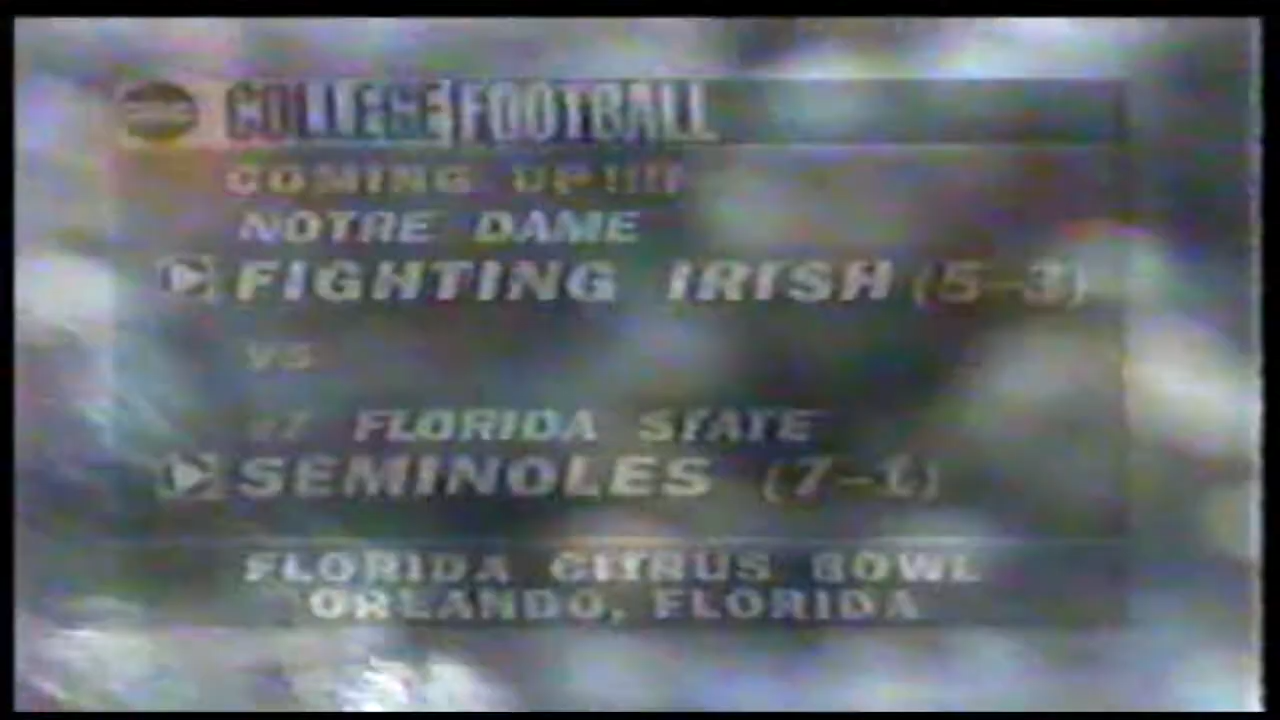 COLLEGE FOOTBALL
COMING UP!!!!
NOTRE DAME
FIGHTING IRISH (5-3)
vs
FLORIDA STATE
SEMINOLES (7-1)
FLORIDA CITRUS BOWL
ORLANDO, FLORIDA